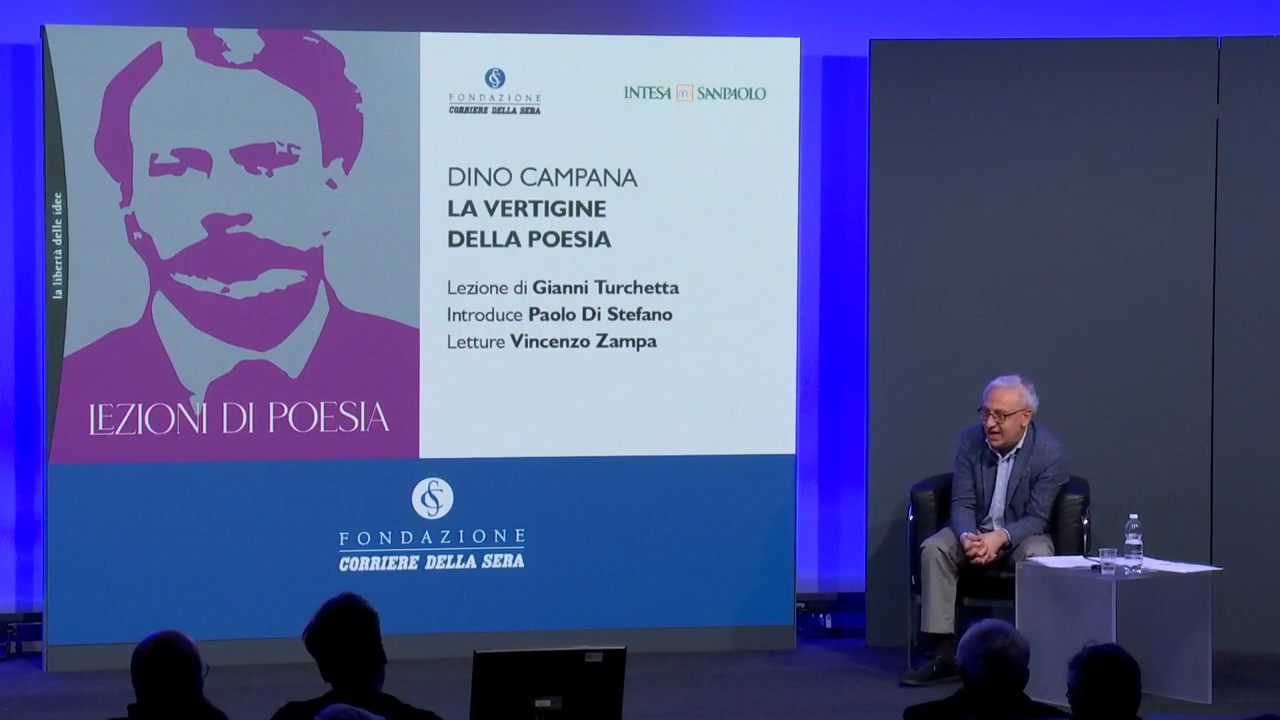 la libertà delle idee
LEZIONI DI POESIA
FONDAZIONE
CORRIERE DELLA SERA
INTESA SANPAOLO
DINO CAMPANA
LA VERTIGINE
DELLA POESIA
Lezione di Gianni Turchetta
Introduce Paolo Di Stefano
Letture Vincenzo Zampa
FONDAZIONE
CORRIERE DELLA SERA